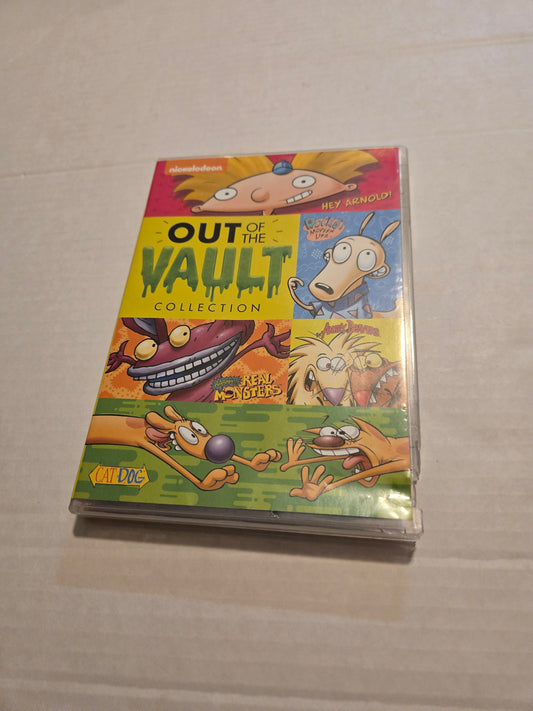 nickelodeon
HEY ARNOLD!
OUT OF THE
VAULT
COLLECTION
ROCKO'S
MODERN
LIFE
REAL
MONSTERS
THE ANGRY BEAVERS
CATDOG